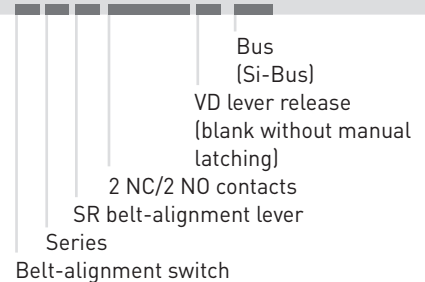 Bus
(Si-Bus)
VD lever release
(blank without manual
latching)
2 NC/2 NO contacts
SR belt-alignment lever
Series
Belt-alignment switch